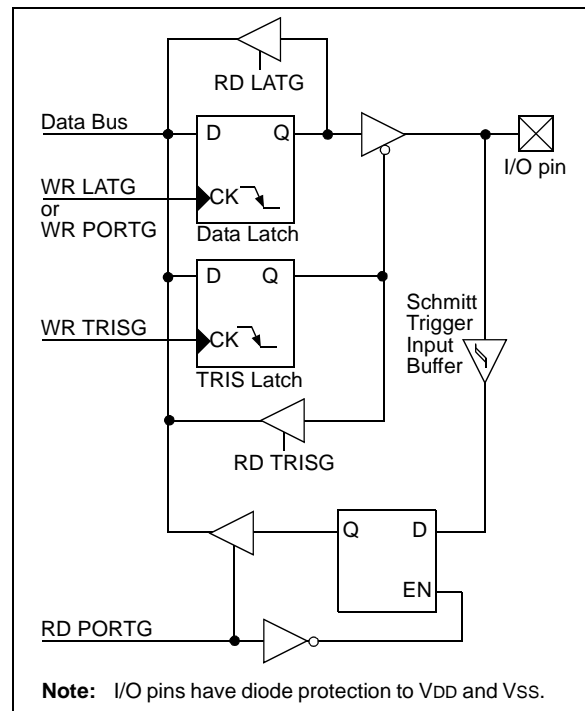 RD LATG
Data Bus
D Q
I/O pin
WR LATG
or
WR PORTG
CK
Data Latch
D Q
WR TRISG
CK
TRIS Latch
Schmitt
Trigger
Input
Buffer
RD TRISG
Q D
EN
RD PORTG
Note: I/O pins have diode protection to VDD and VSS.